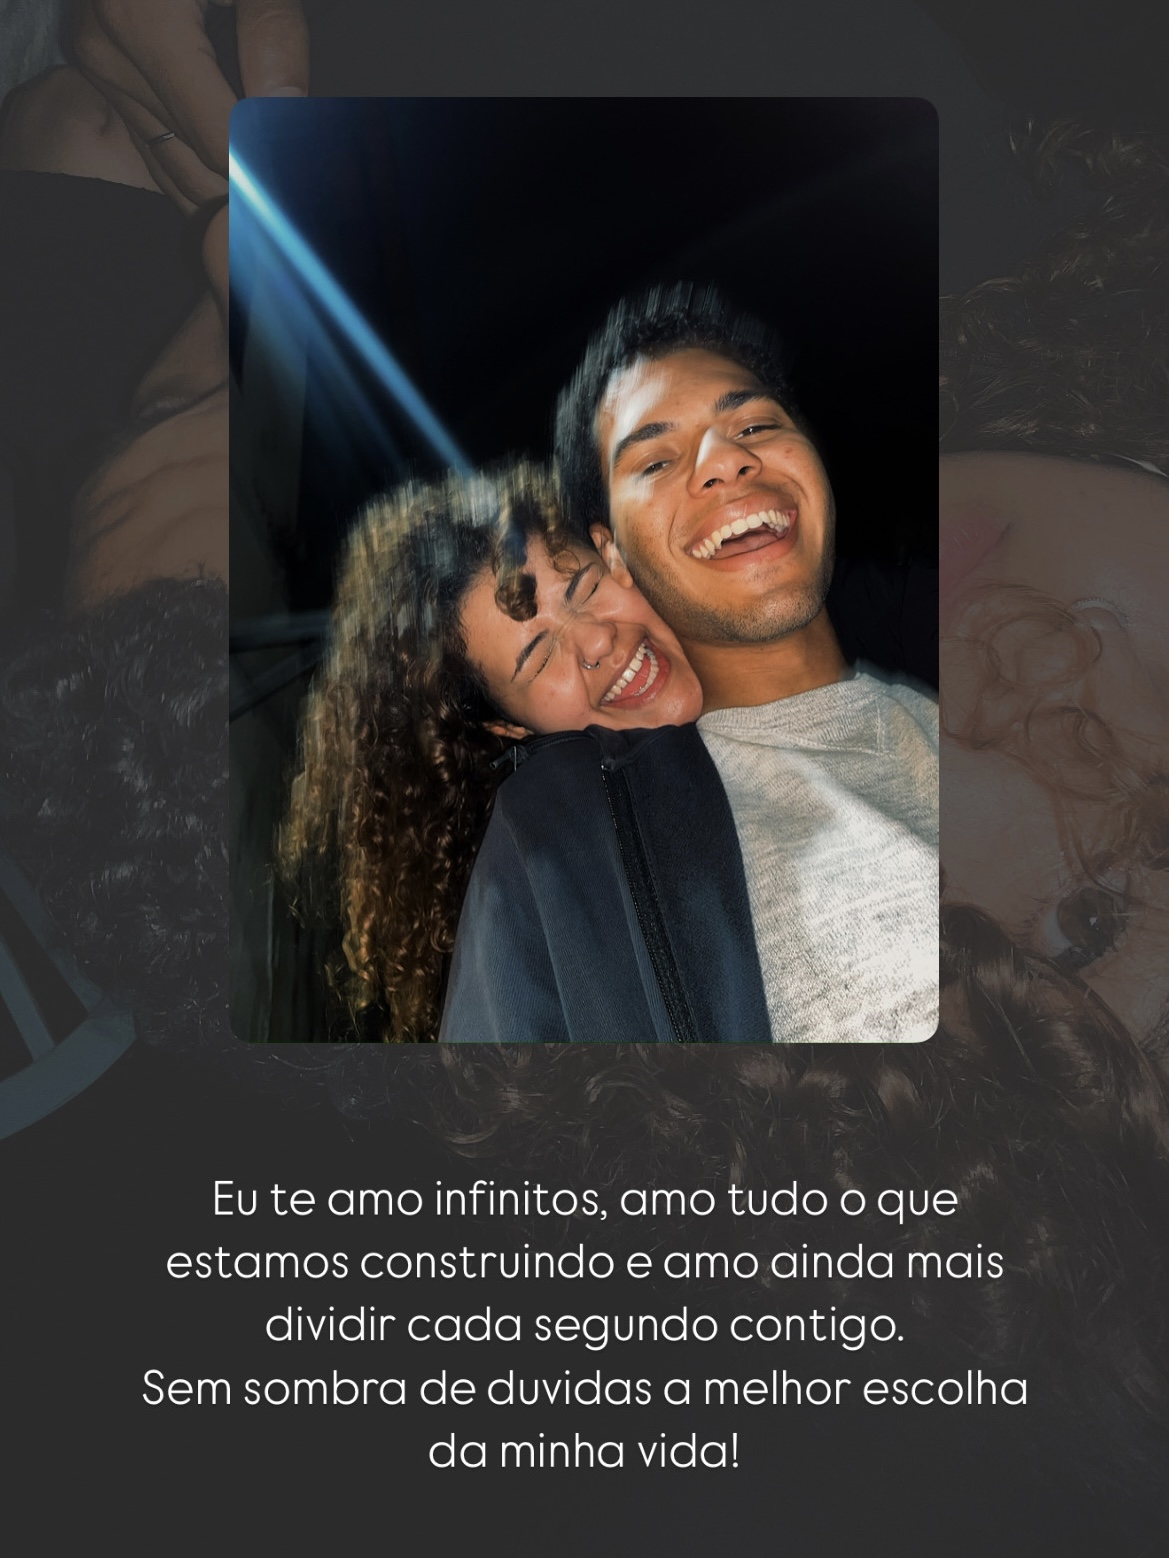 Eu te amo infinitos, amo tudo o que
estamos construindo e amo ainda mais
dividir cada segundo contigo.
Sem sombra de duvidas a melhor escolha
da minha vida!